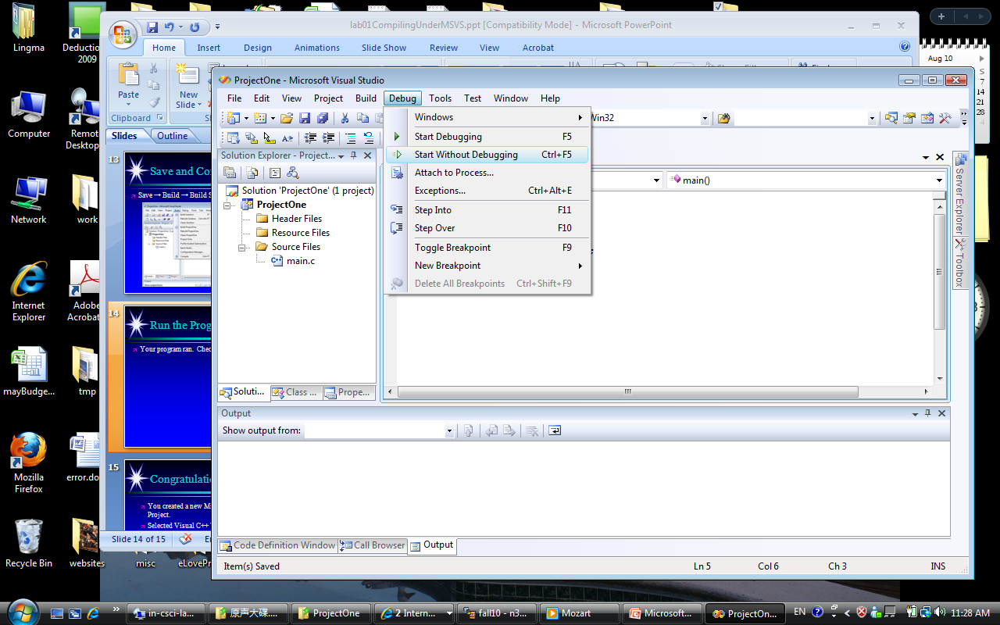 Lingma
Deduction
2009
Computer
Remot
Desktop
Network
work
Internet
Explorer
Adobe
Acrobat
mayBudge...
tmp
Mozilla
Firefox
error.do
Recycle Bin
websites
misc
eLovePr
lab01CompilingUnderMSVS.ppt [Compatibility Mode] - Microsoft PowerPoint
Home Insert Design Animations Slide Show Review View Acrobat
Paste
New
Slide
Clipboard
Slides Outline
13
Save and Co
Save → Build → Build S
14
Run the Prog
Your program ran. Chec
15
Congratulatio
You created a new M
Project.
Selected Visual C++
Slide 14 of 15
Aug 10
S
7
14
21
28
4
ProjectOne - Microsoft Visual Studio
File Edit View Project Build Debug Tools Test Window Help
Win32
Windows
Start Debugging F5
Start Without Debugging Ctrl+F5
Attach to Process...
Exceptions... Ctrl+Alt+E
Step Into F11
Step Over F10
Toggle Breakpoint F9
New Breakpoint
Delete All Breakpoints Ctrl+Shift+F9
Solution Explorer - Project...
Solution 'ProjectOne' (1 project)
ProjectOne
Header Files
Resource Files
Source Files
main.c
Soluti... Class ... Prope...
main()
Server Explorer
Toolbox
Output
Show output from:
Code Definition Window Call Browser Output
Item(s) Saved Ln 5 Col 6 Ch 3 INS
in-csci-la... 原声大碟.... ProjectOne 2 Intern... fall10 - n3... Mozart Microsoft... ProjectOn... EN 11:28 AM